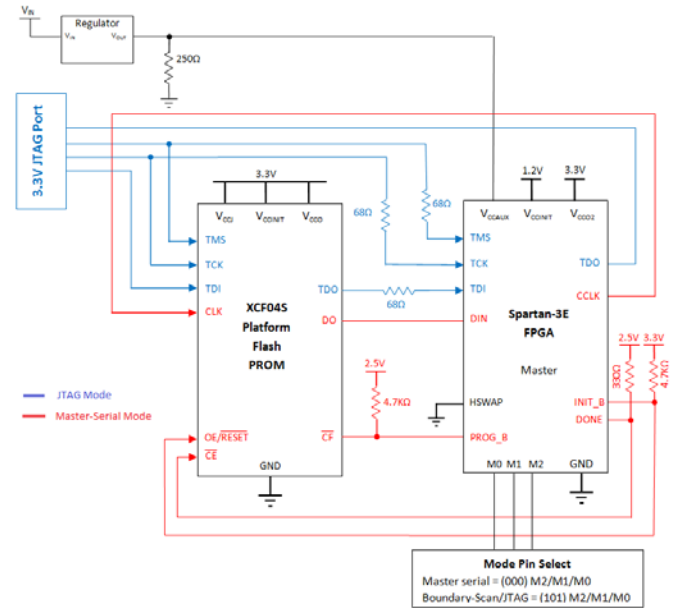 VIN
Regulator
VIN
VOUT
250Ω
3.3V JTAG Port
3.3V
1.2V
3.3V
68Ω
68Ω
VCCJ
VCOINIT
VCCO
VCCAUX
VCOINIT
VCCO2
TMS
TCK
TDI
CLK
TDO
DO
XCF04S
Platform
Flash
PROM
68Ω
TMS
TCK
TDI
DIN
TDO
CCLK
Spartan-3E
FPGA
Master
JTAG Mode
Master-Serial Mode
2.5V
4.7KΩ
2.5V
3.3V
330Ω
4.7KΩ
HSWAP
INIT_B
DONE
OE/RESET
CE
CF
PROG_B
GND
M0
M1
M2
GND
Mode Pin Select
Master serial = (000) M2/M1/M0
Boundary-Scan/JTAG = (101) M2/M1/M0